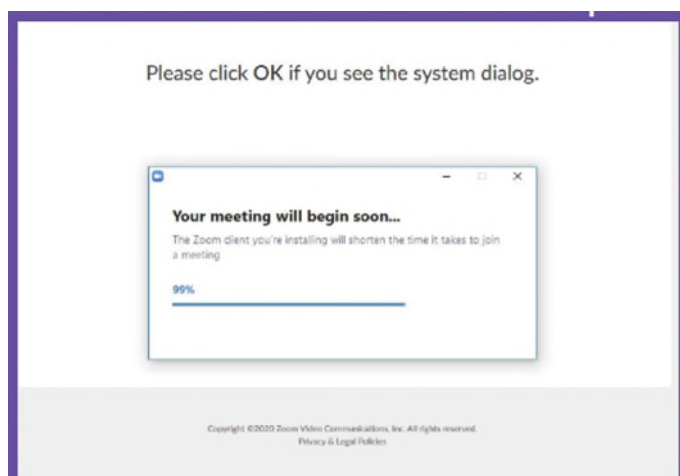 Please click OK if you see the system dialog.
Your meeting will begin soon...
The Zoom client you're installing will shorten the time it takes to join
a meeting
99%
Copyright ©2020 Zoom Video Communications, Inc. All rights reserved.
Privacy & Legal Policies